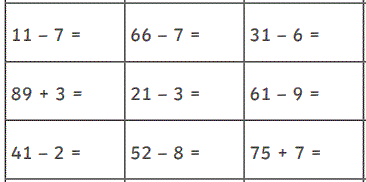 11 – 7 = 66 – 7 = 31 – 6 =
89 + 3 = 21 – 3 = 61 – 9 =
41 – 2 = 52 – 8 = 75 + 7 =